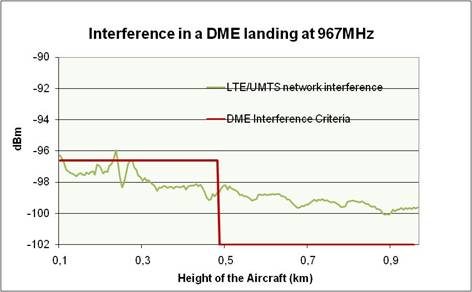 Interference in a DME landing at 967MHz
-90
-92
-94
-96
-98
-100
-102
dBm
LTE/UMTS network interference
DME Interference Criteria
0,1 0,3 0,5 0,7 0,9
Height of the Aircraft (km)